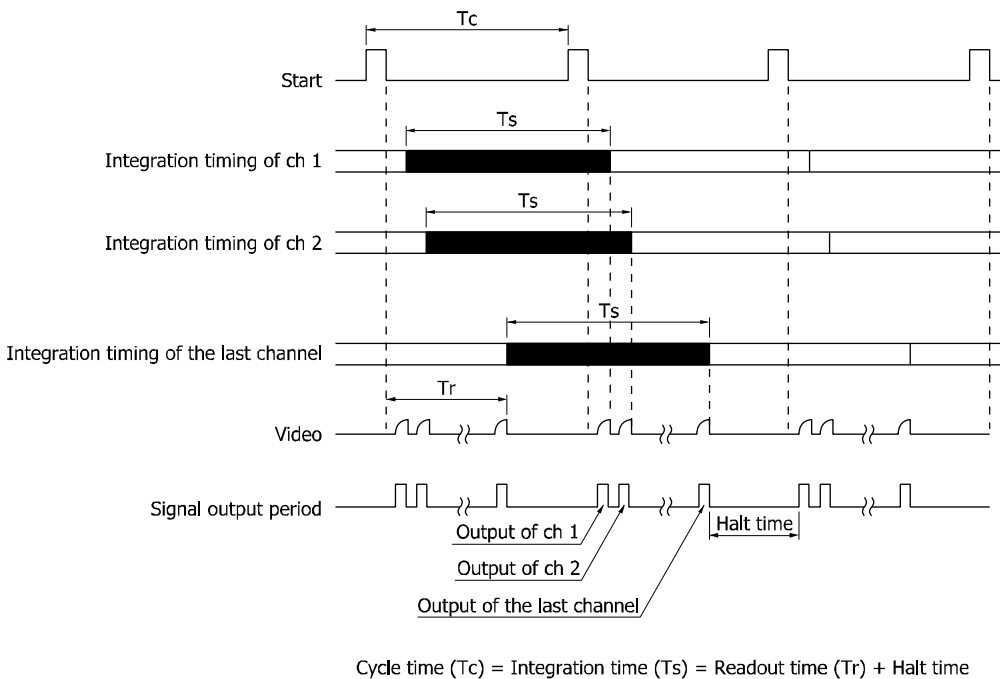 Tc
Start
Ts
Integration timing of ch 1
Ts
Integration timing of ch 2
Ts
Integration timing of the last channel
Tr
Video
Signal output period
Output of ch 1
Halt time
Output of ch 2
Output of the last channel
Cycle time (Tc) = Integration time (Ts) = Readout time (Tr) + Halt time